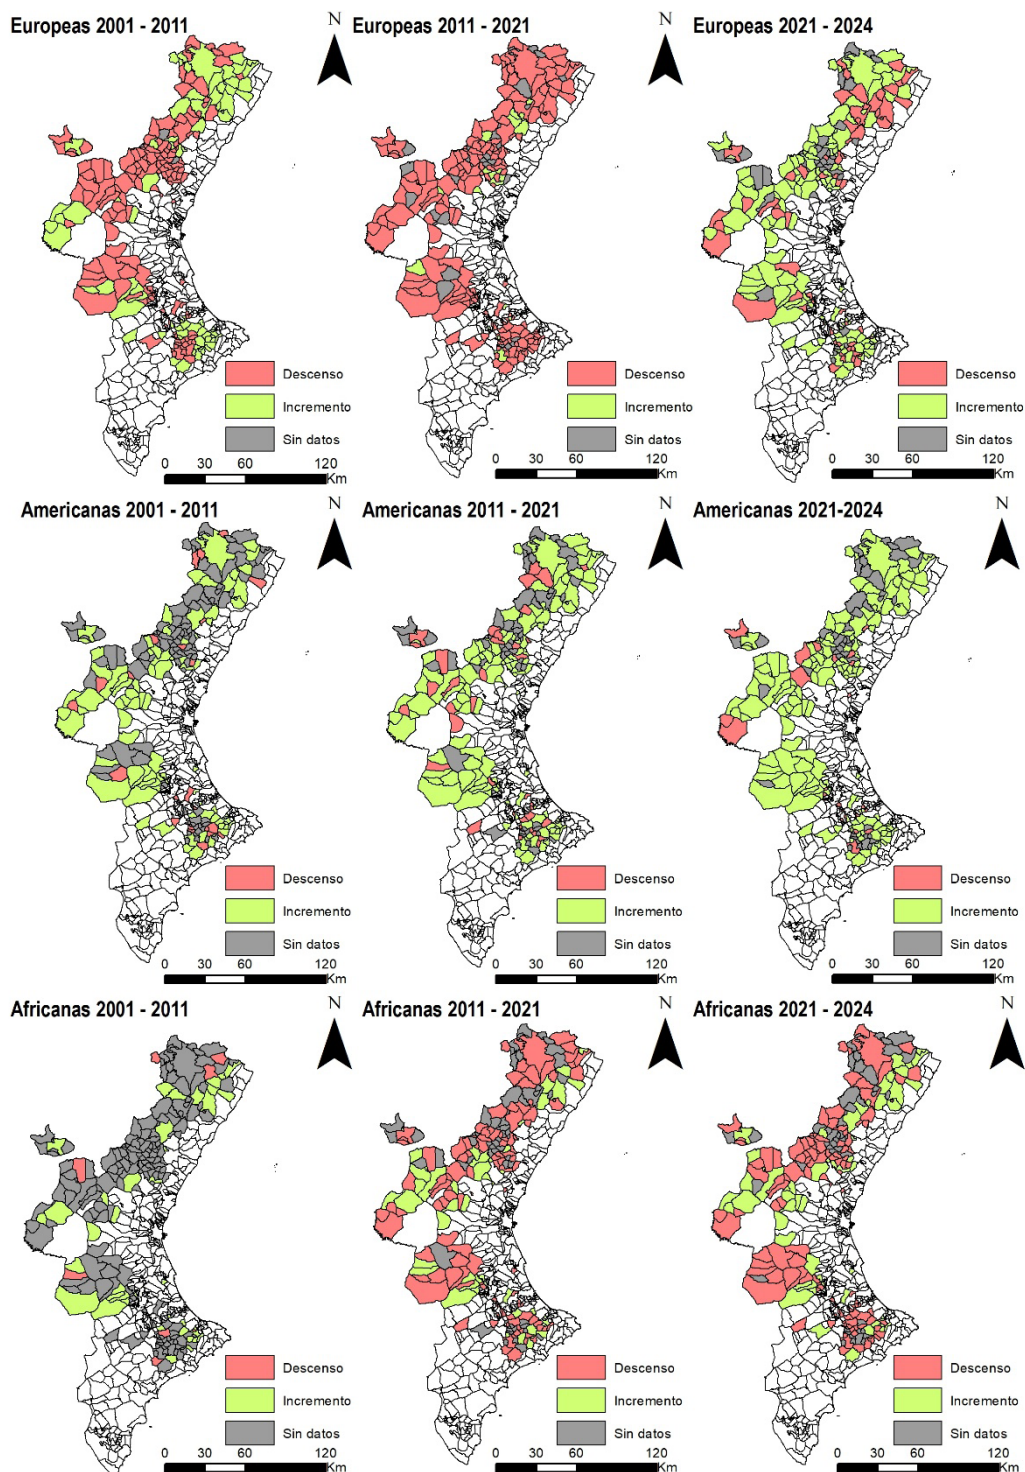 Europeas 2001 - 2011
N
Descenso
Incremento
Sin datos
0 30 60 120
Km
Europeas 2011 - 2021
N
Descenso
Incremento
Sin datos
0 30 60 120
Km
Europeas 2021 - 2024
N
Descenso
Incremento
Sin datos
0 30 60 120
Km
Americanas 2001 - 2011
N
Descenso
Incremento
Sin datos
0 30 60 120
Km
Americanas 2011 - 2021
N
Descenso
Incremento
Sin datos
0 30 60 120
Km
Americanas 2021-2024
N
Descenso
Incremento
Sin datos
0 30 60 120
Km
Africanas 2001 - 2011
N
Descenso
Incremento
Sin datos
0 30 60 120
Km
Africanas 2011 - 2021
N
Descenso
Incremento
Sin datos
0 30 60 120
Km
Africanas 2021 - 2024
N
Descenso
Incremento
Sin datos
0 30 60 120
Km